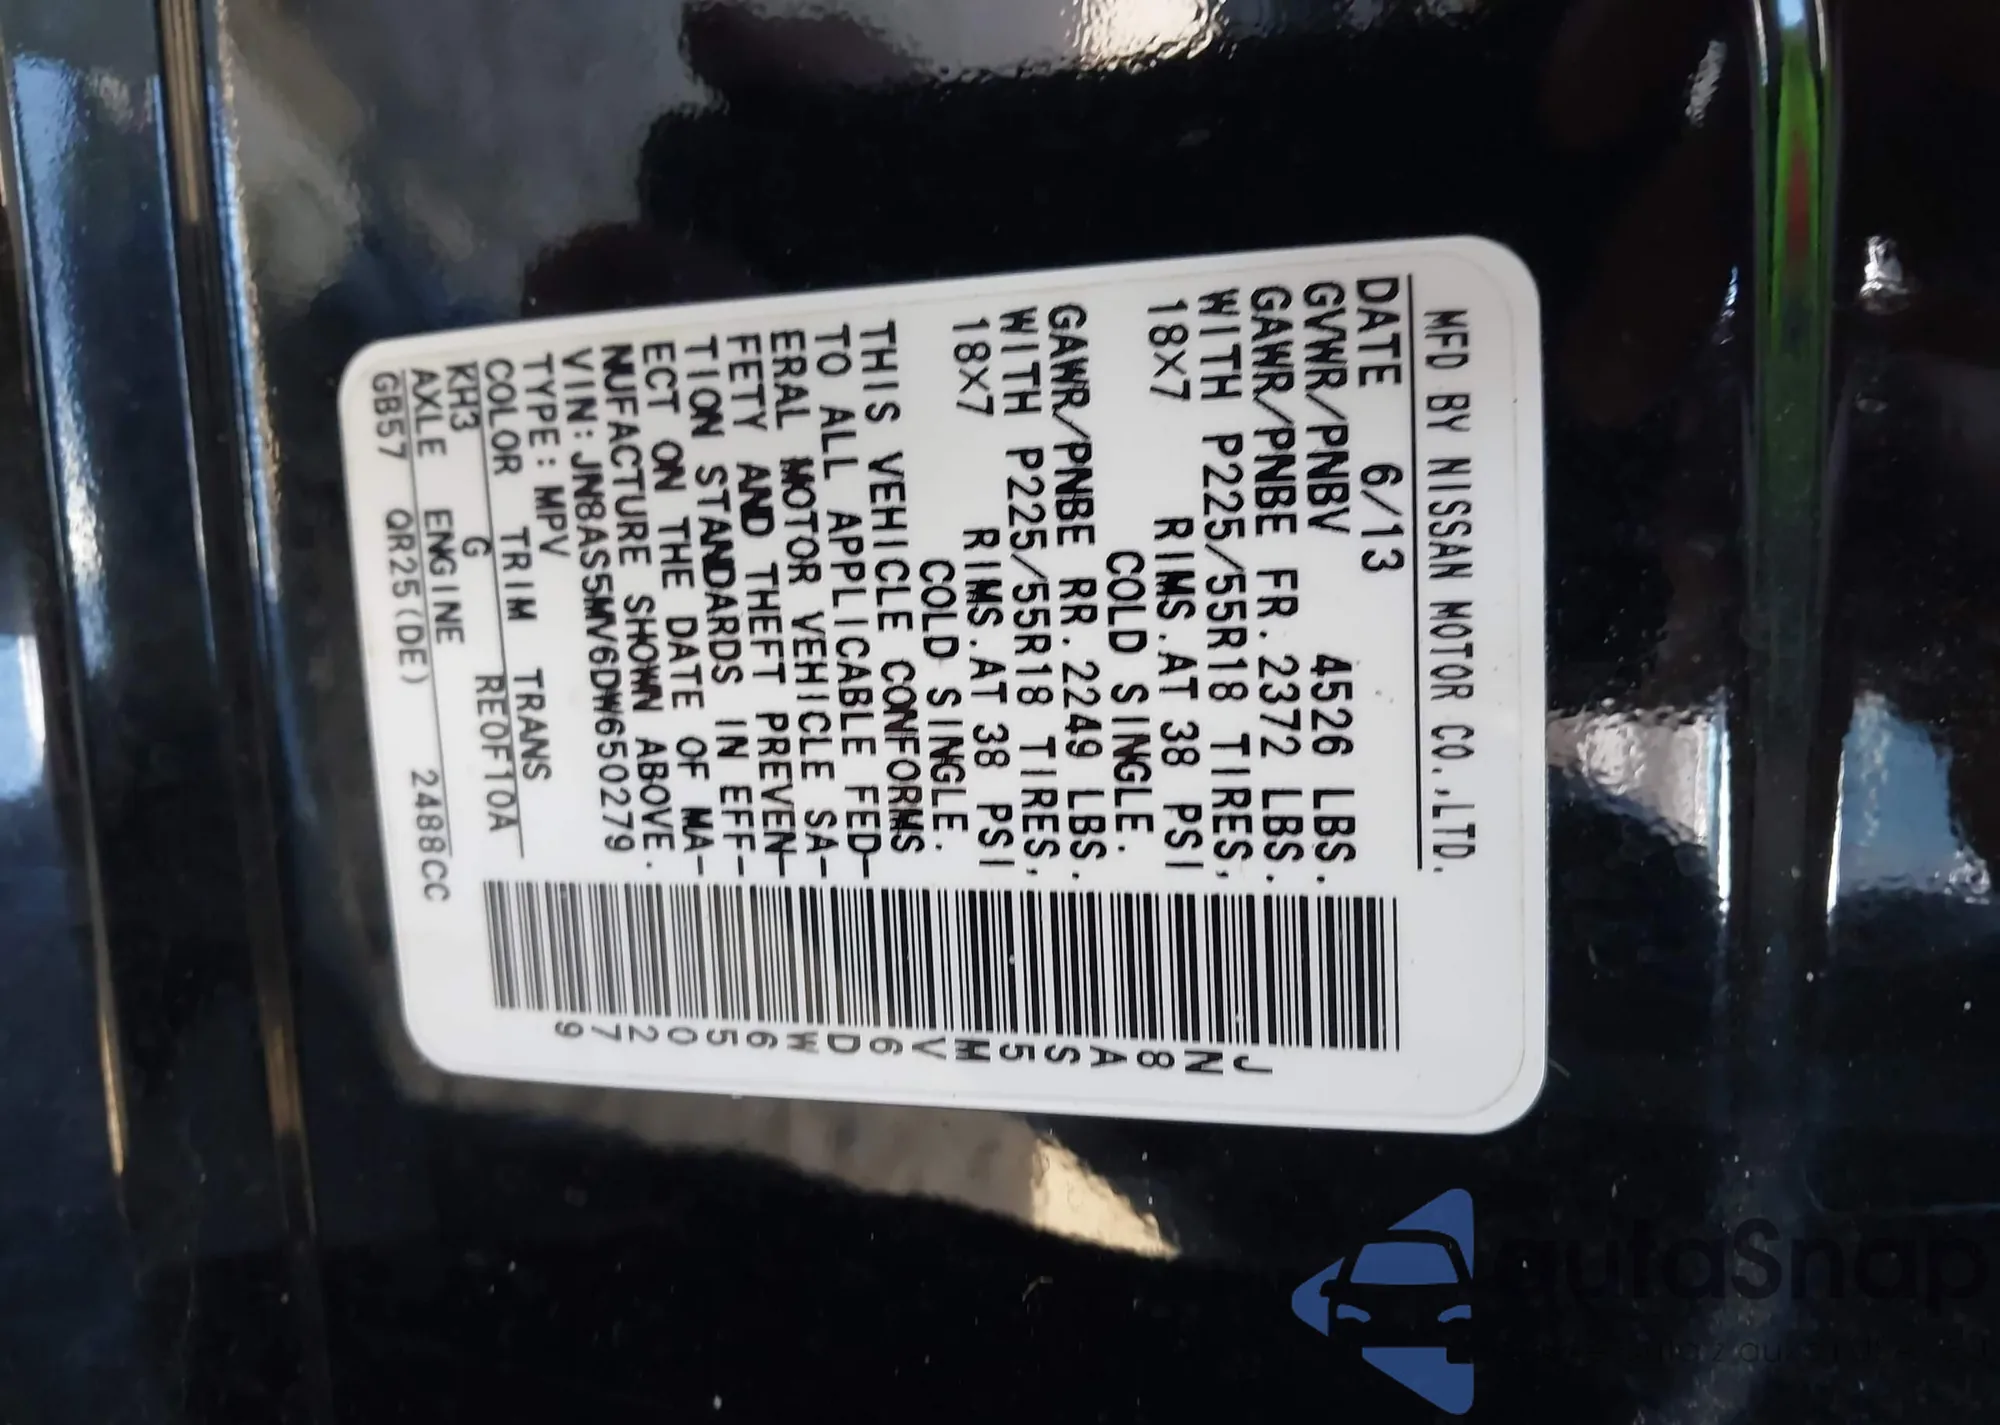 MFD BY NISSAN MOTOR CO.,LTD.
DATE 6/13
GVWR/PNBV 4526 LBS.
GAWR/PNBE FR.2372 LBS.
WITH P225/55R18 TIRES,
18X7 RIMS.AT 38 PSI
COLD SINGLE.
GAWR/PNBE RR.2249 LBS.
WITH P225/55R18 TIRES,
18X7 RIMS.AT 38 PSI
COLD SINGLE.
THIS VEHICLE CONFORMS
TO ALL APPLICABLE FED-
ERAL MOTOR VEHICLE SA-
FETY AND THEFT PREVEN-
TION STANDARDS IN EFF-
ECT ON THE DATE OF MA-
NUFACTURE SHOWN ABOVE.
VIN:JN8AS5MV6DW650279
TYPE:MPV
COLOR TRIM TRANS
KH3 G RE0F10A
AXLE ENGINE
GB57 QR25(DE) 2488CC
JN8AS5MV6DW650279
autaSnap